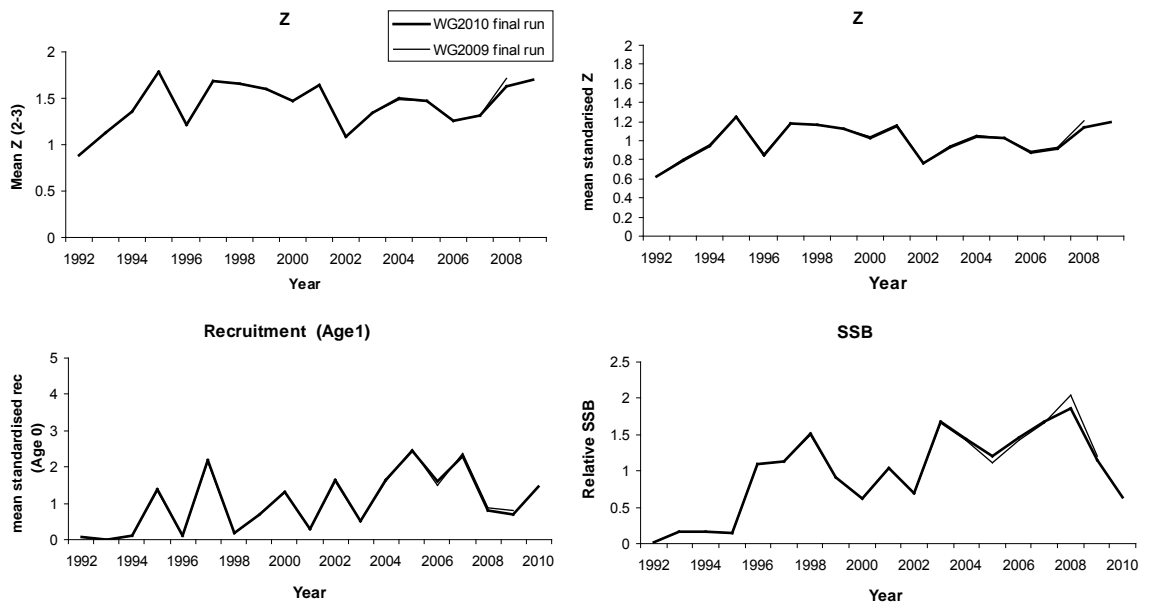 Z
WG2010 final run
WG2009 final run
Mean Z (2-3)
2
1.5
1
0.5
0
1992 1994 1996 1998 2000 2002 2004 2006 2008
Year
Z
mean standarised Z
2
1.8
1.6
1.4
1.2
1
0.8
0.6
0.4
0.2
0
1992 1994 1996 1998 2000 2002 2004 2006 2008
Year
Recruitment (Age1)
mean standardised rec
(Age 0)
5
4
3
2
1
0
1992 1994 1996 1998 2000 2002 2004 2006 2008 2010
Year
SSB
Relative SSB
2.5
2
1.5
1
0.5
0
1992 1994 1996 1998 2000 2002 2004 2006 2008 2010
Year